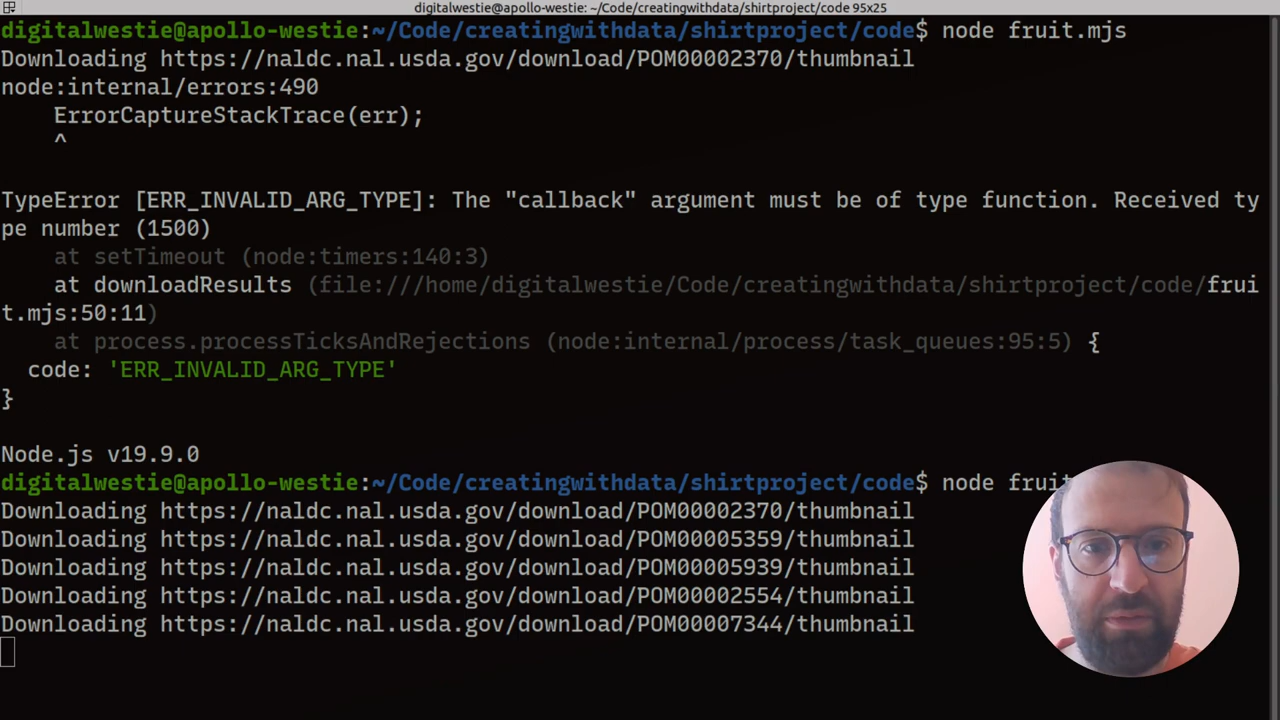 digitalwestie@apollo-westie: ~/Code/creatingwithdata/shirtproject/code 95x25
digitalwestie@apollo-westie:~/Code/creatingwithdata/shirtproject/code$ node fruit.mjs
Downloading https://naldc.nal.usda.gov/download/POM00002370/thumbnail
node:internal/errors:490
    ErrorCaptureStackTrace(err);
    ^
TypeError [ERR_INVALID_ARG_TYPE]: The "callback" argument must be of type function. Received ty
pe number (1500)
    at setTimeout (node:timers:140:3)
    at downloadResults (file:///home/digitalwestie/Code/creatingwithdata/shirtproject/code/frui
t.mjs:50:11)
    at process.processTicksAndRejections (node:internal/process/task_queues:95:5) {
  code: 'ERR_INVALID_ARG_TYPE'
}
Node.js v19.9.0
digitalwestie@apollo-westie:~/Code/creatingwithdata/shirtproject/code$ node fruit
Downloading https://naldc.nal.usda.gov/download/POM00002370/thumbnail
Downloading https://naldc.nal.usda.gov/download/POM00005359/thumbnail
Downloading https://naldc.nal.usda.gov/download/POM00005939/thumbnail
Downloading https://naldc.nal.usda.gov/download/POM00002554/thumbnail
Downloading https://naldc.nal.usda.gov/download/POM00007344/thumbnail